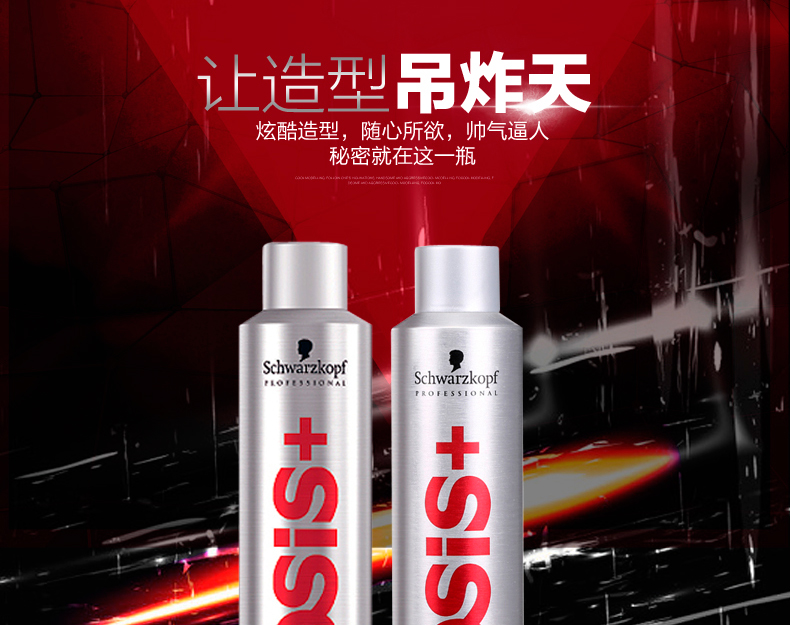 让造型吊炸天
炫酷造型，随心所欲，帅气逼人
秘密就在这一瓶
Schwarzkopf
PROFESSIONAL
Schwarzkopf
PROFESSIONAL
osis+
osis+